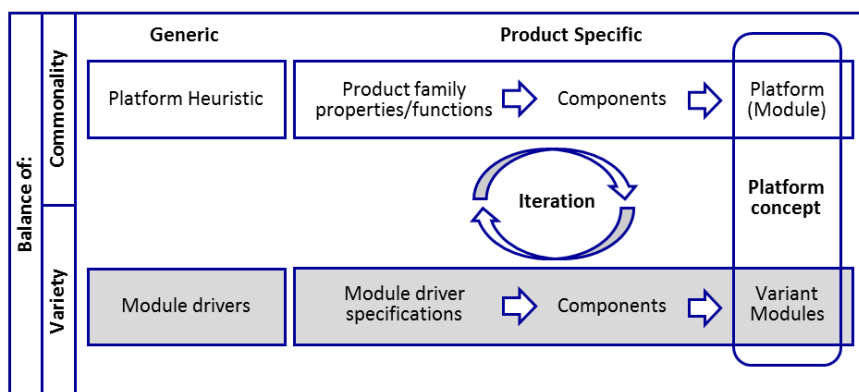 Balance of:
Commonality
Variety
Generic
Product Specific
Platform Heuristic
Product family
properties/functions
Components
Platform
(Module)
Iteration
Platform
concept
Module drivers
Module driver
specifications
Components
Variant
Modules